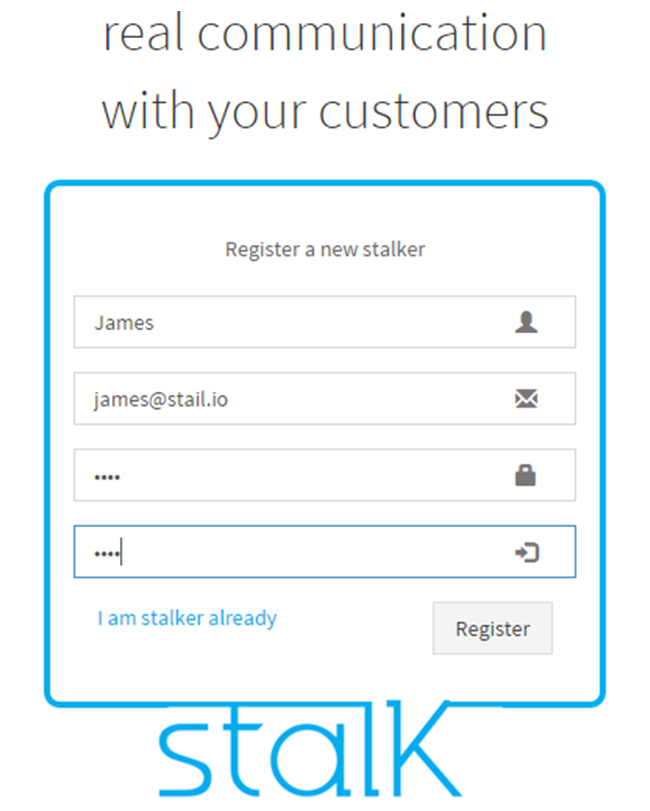 real communication
with your customers
Register a new stalker
James
james@stail.io
••••
••••
I am stalker already
Register
stalk